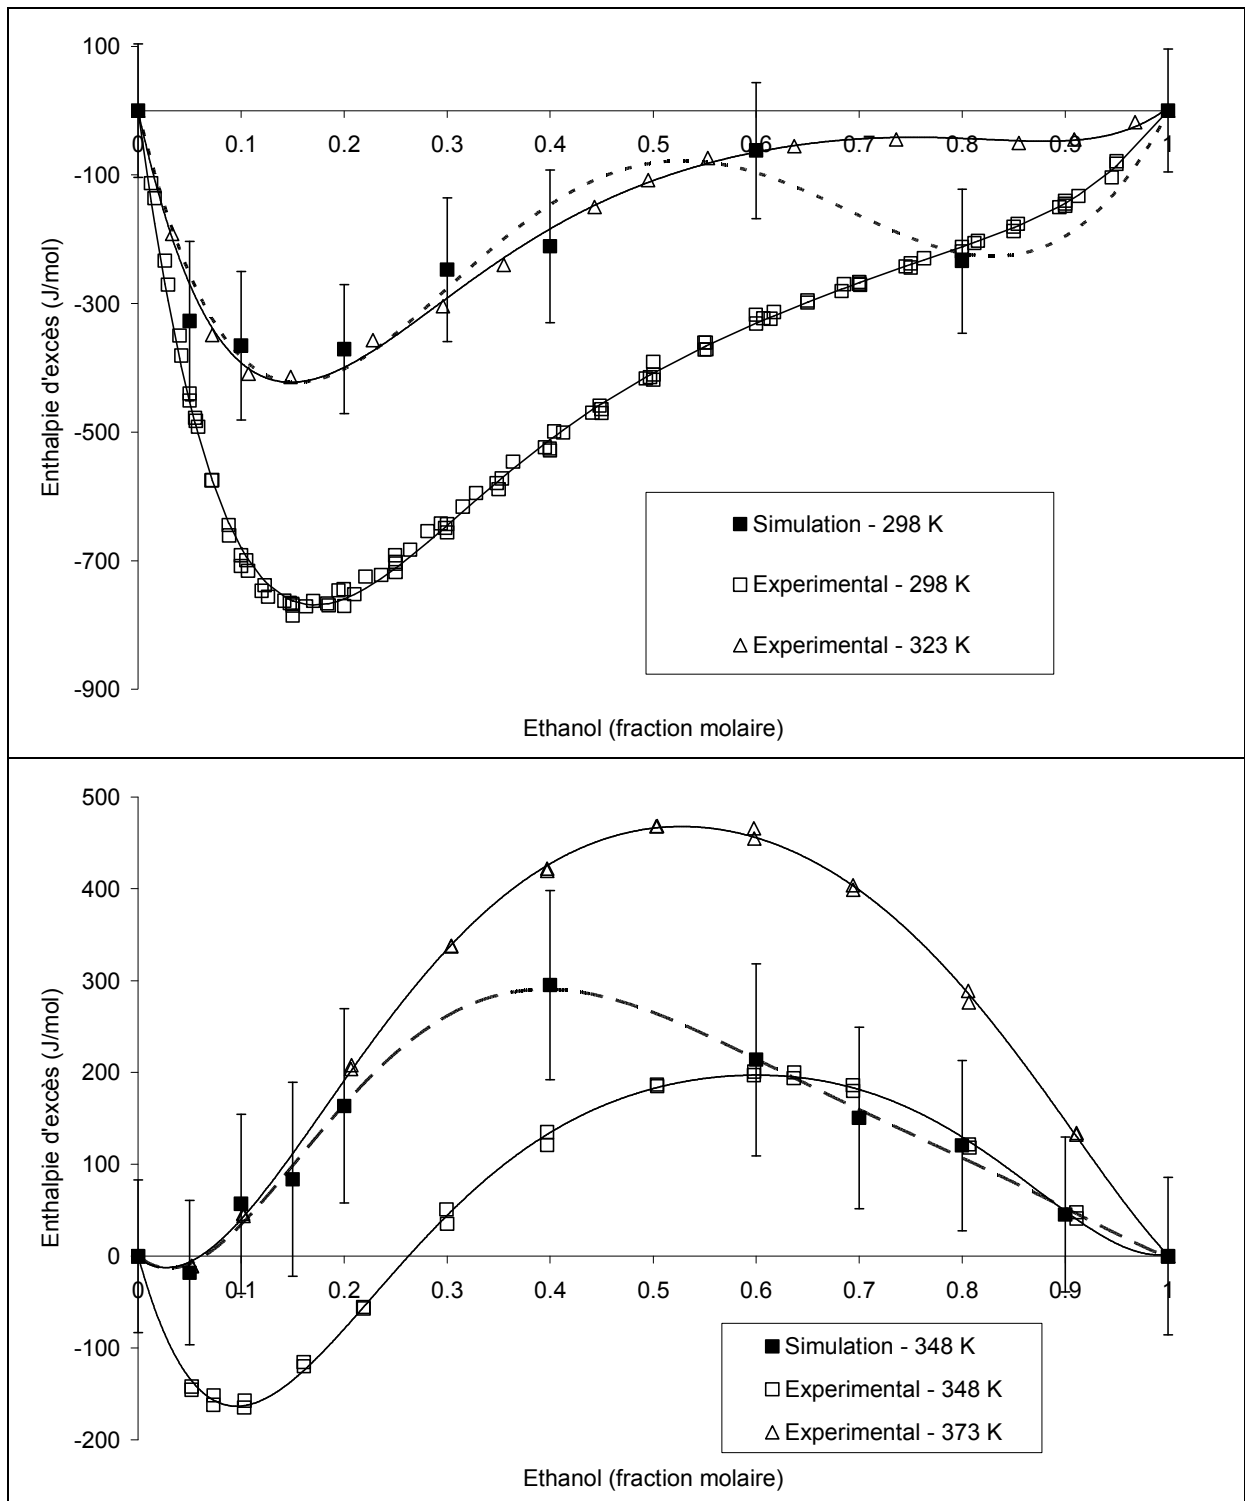 100
0 0.1 0.2 0.3 0.4 0.5 0.6 0.7 0.8 0.9 1
-100
-300
-500
-700
-900
Enthalpie d'excès (J/mol)
Simulation - 298 K
Experimental - 298 K
Experimental - 323 K
Ethanol (fraction molaire)
500
400
300
200
100
0
0 0.1 0.2 0.3 0.4 0.5 0.6 0.7 0.8 0.9 1
-100
-200
Enthalpie d'excès (J/mol)
Simulation - 348 K
Experimental - 348 K
Experimental - 373 K
Ethanol (fraction molaire)